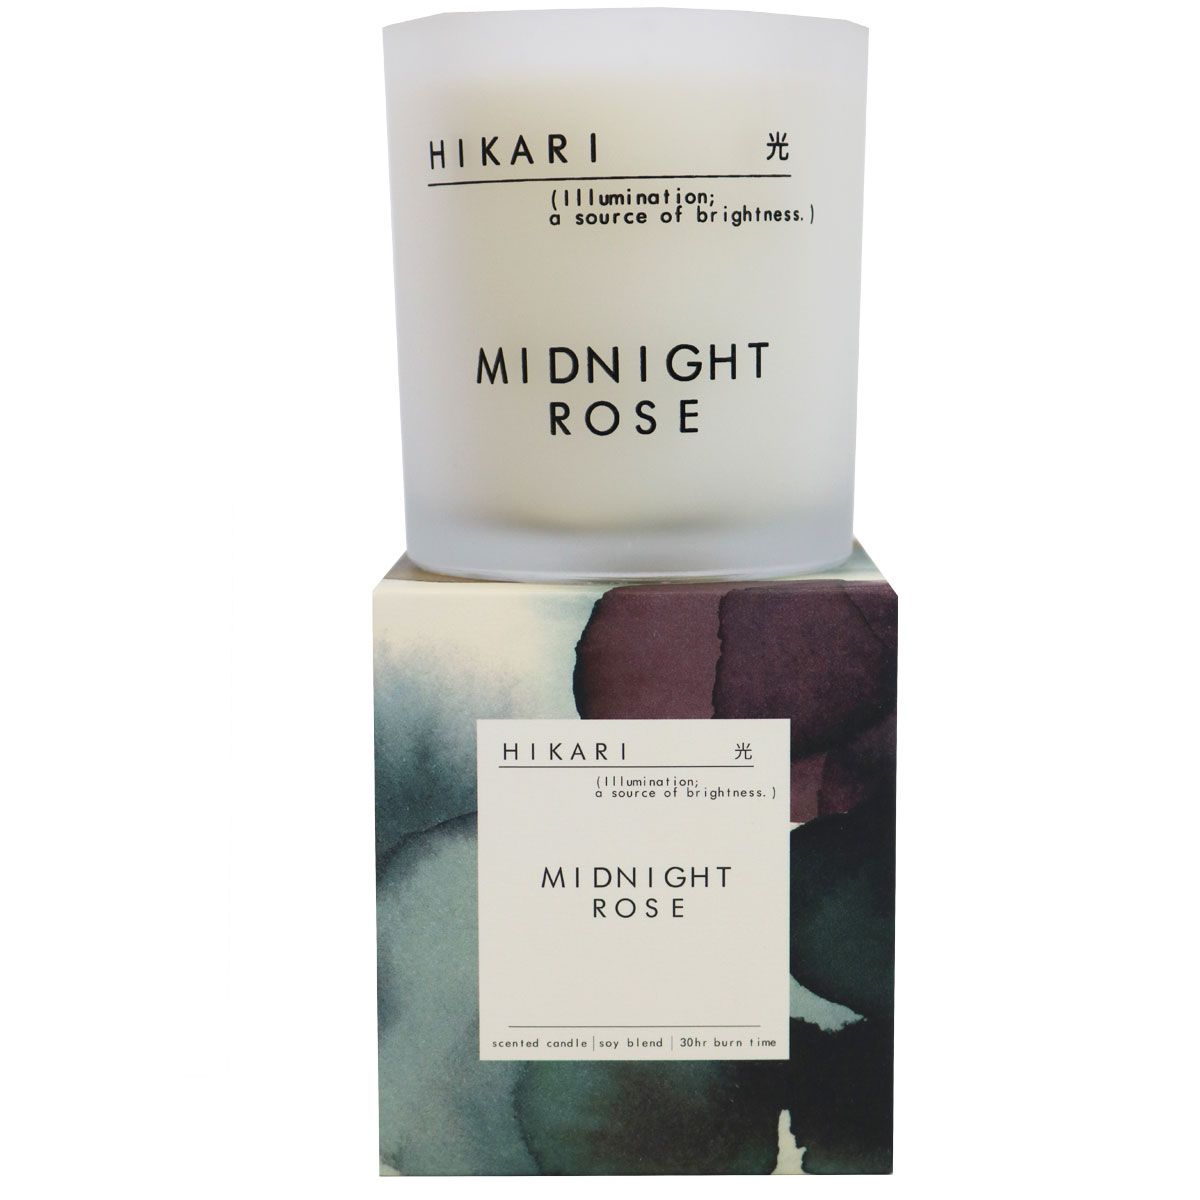 HIKARI 光
(Illumination;
a source of brightness.)
MIDNIGHT
ROSE
HIKARI 光
(Illumination;
a source of brightness.)
MIDNIGHT
ROSE
scented candle | soy blend | 30hr burn time